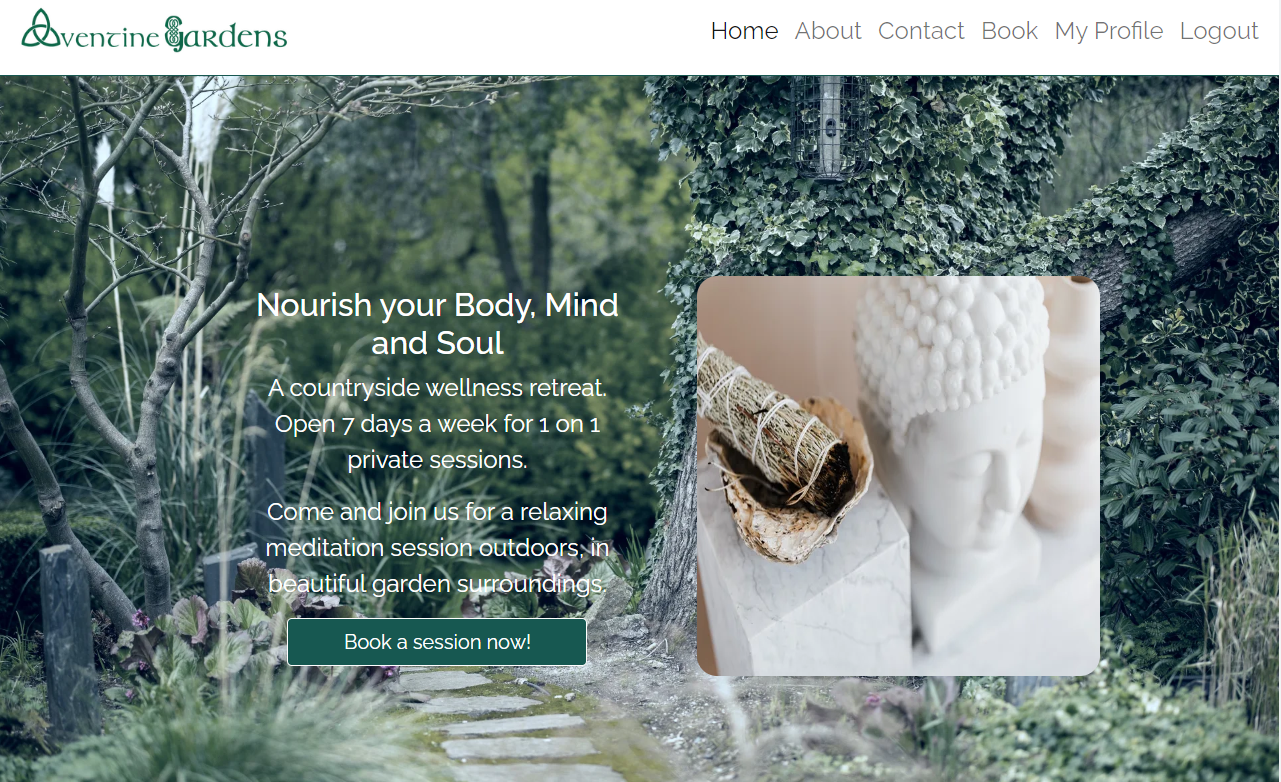 Aventine Gardens
Home About Contact Book My Profile Logout
Nourish your Body, Mind
and Soul
A countryside wellness retreat.
Open 7 days a week for 1 on 1
private sessions.
Come and join us for a relaxing
meditation session outdoors, in
beautiful garden surroundings.
Book a session now!